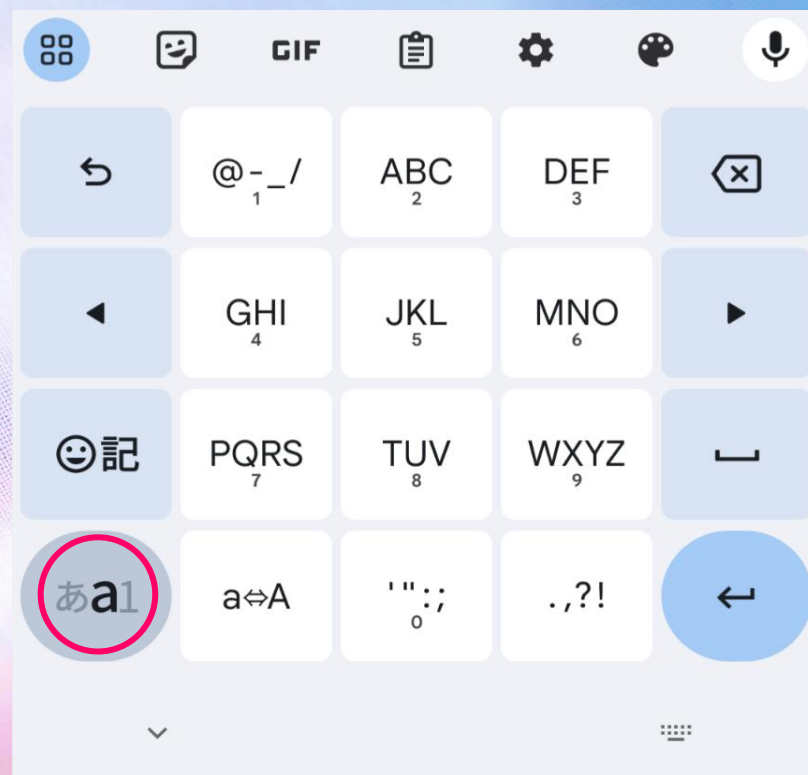 GIF
@-_/ ABC DEF
1 2 3
GHI JKL MNO
4 5 6
記 PQRS TUV WXYZ
7 8 9
あa1 a⇔A '":; .,?!
0